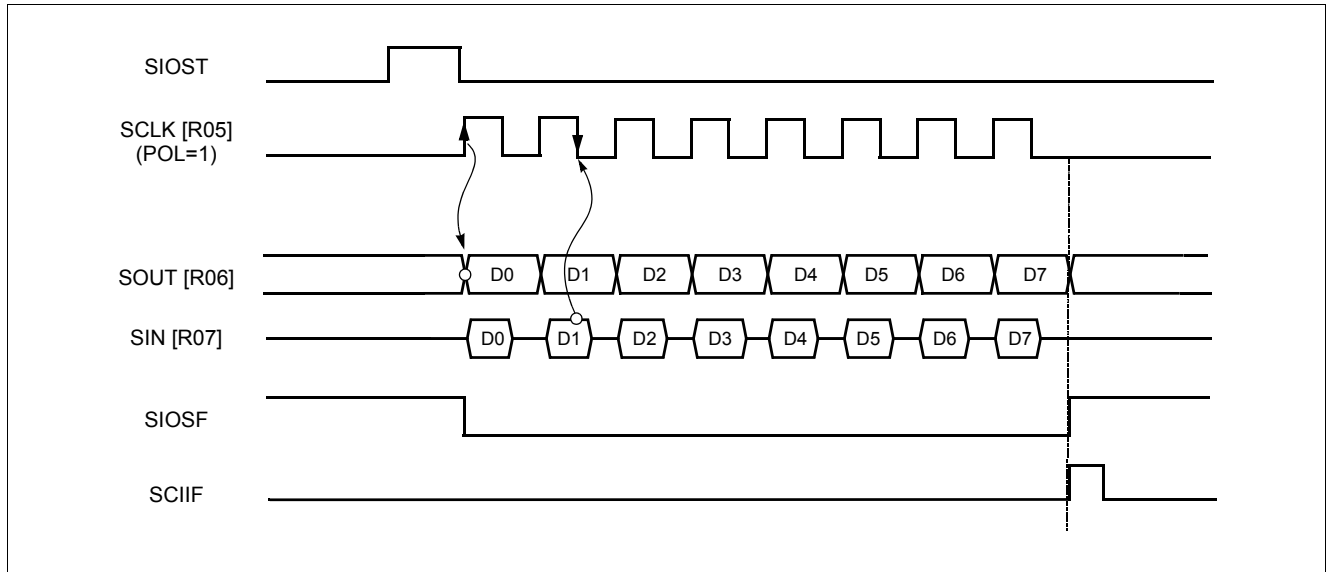 SIOST
SCLK [R05]
(POL=1)
SOUT [R06]
D0 D1 D2 D3 D4 D5 D6 D7
SIN [R07]
D0 D1 D2 D3 D4 D5 D6 D7
SIOSF
SCIIF